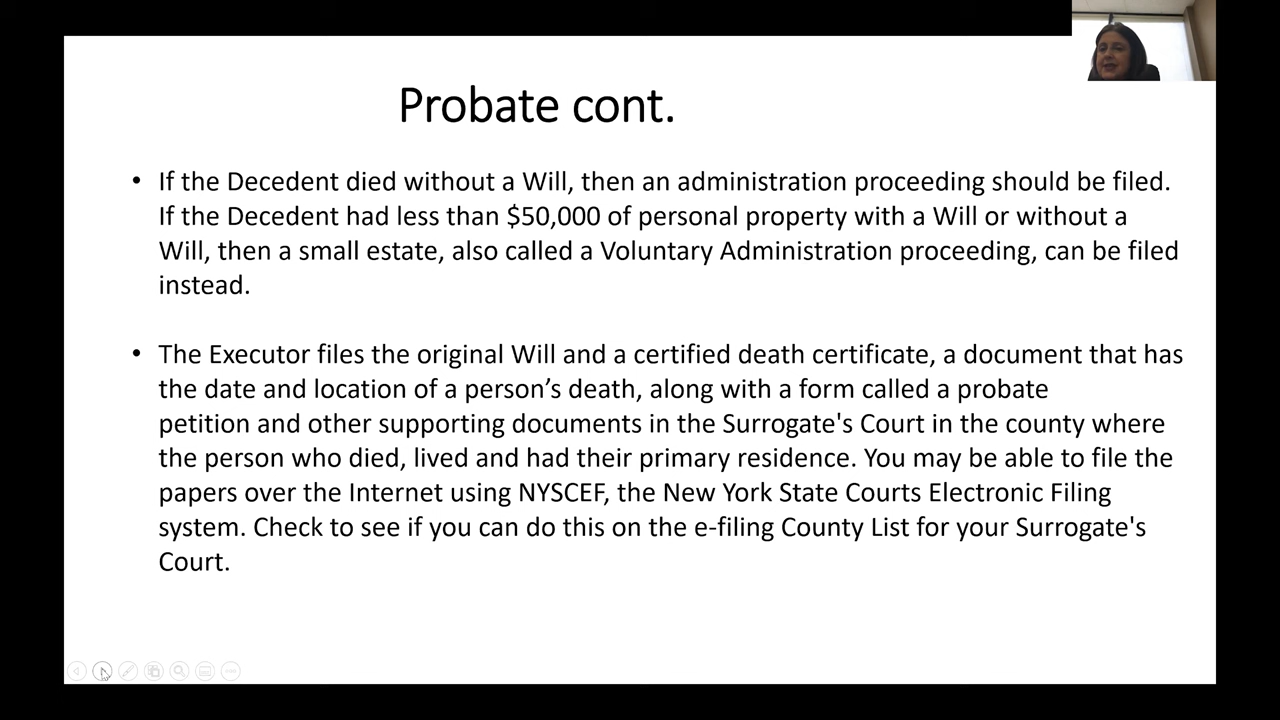 Probate cont.
• If the Decedent died without a Will, then an administration proceeding should be filed.
If the Decedent had less than $50,000 of personal property with a Will or without a
Will, then a small estate, also called a Voluntary Administration proceeding, can be filed
instead.
• The Executor files the original Will and a certified death certificate, a document that has
the date and location of a person’s death, along with a form called a probate
petition and other supporting documents in the Surrogate's Court in the county where
the person who died, lived and had their primary residence. You may be able to file the
papers over the Internet using NYSCEF, the New York State Courts Electronic Filing
system. Check to see if you can do this on the e-filing County List for your Surrogate's
Court.